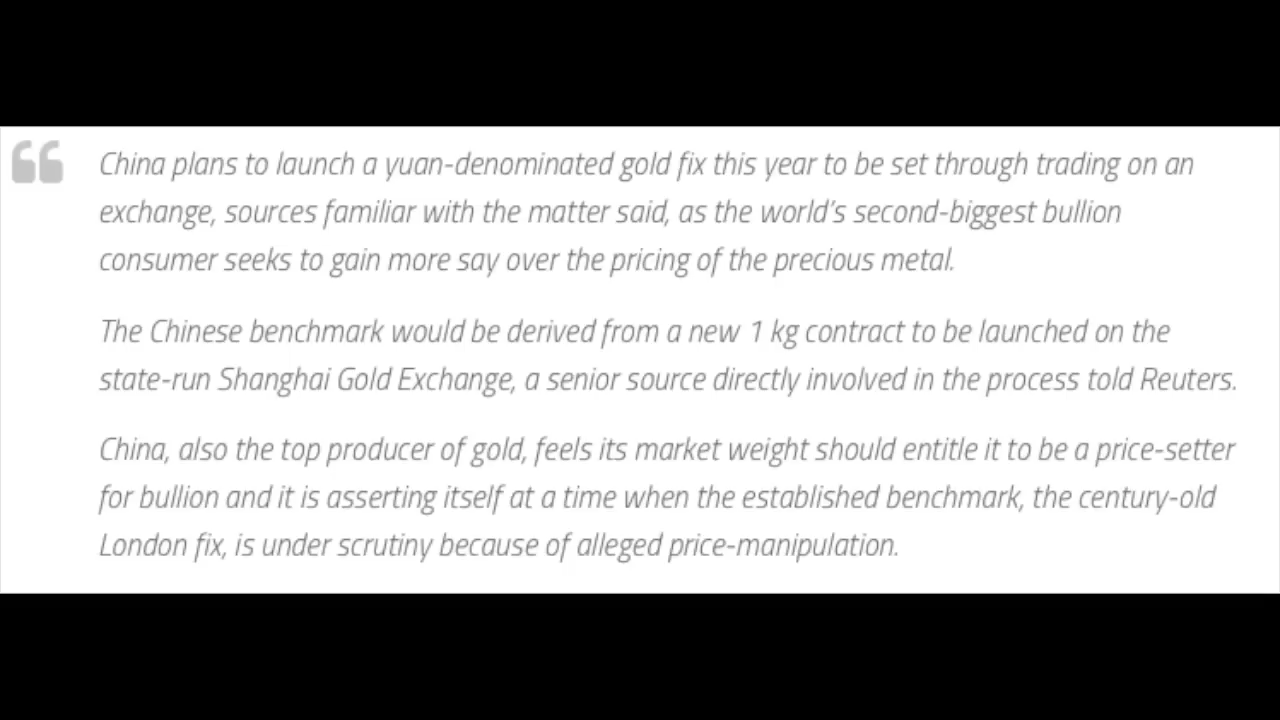 China plans to launch a yuan-denominated gold fix this year to be set through trading on an
exchange, sources familiar with the matter said, as the world’s second-biggest bullion
consumer seeks to gain more say over the pricing of the precious metal.
The Chinese benchmark would be derived from a new 1 kg contract to be launched on the
state-run Shanghai Gold Exchange, a senior source directly involved in the process told Reuters.
China, also the top producer of gold, feels its market weight should entitle it to be a price-setter
for bullion and it is asserting itself at a time when the established benchmark, the century-old
London fix, is under scrutiny because of alleged price-manipulation.